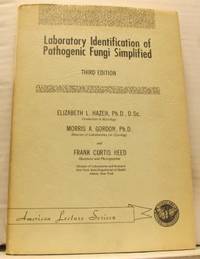 Laboratory Identification of
Pathogenic Fungi Simplified
THIRD EDITION
ELIZABETH L. HAZEN, Ph.D., D.Sc.
MORRIS A. GORDON, Ph.D.
and
FRANK CURTIS REED
American Lecture Series